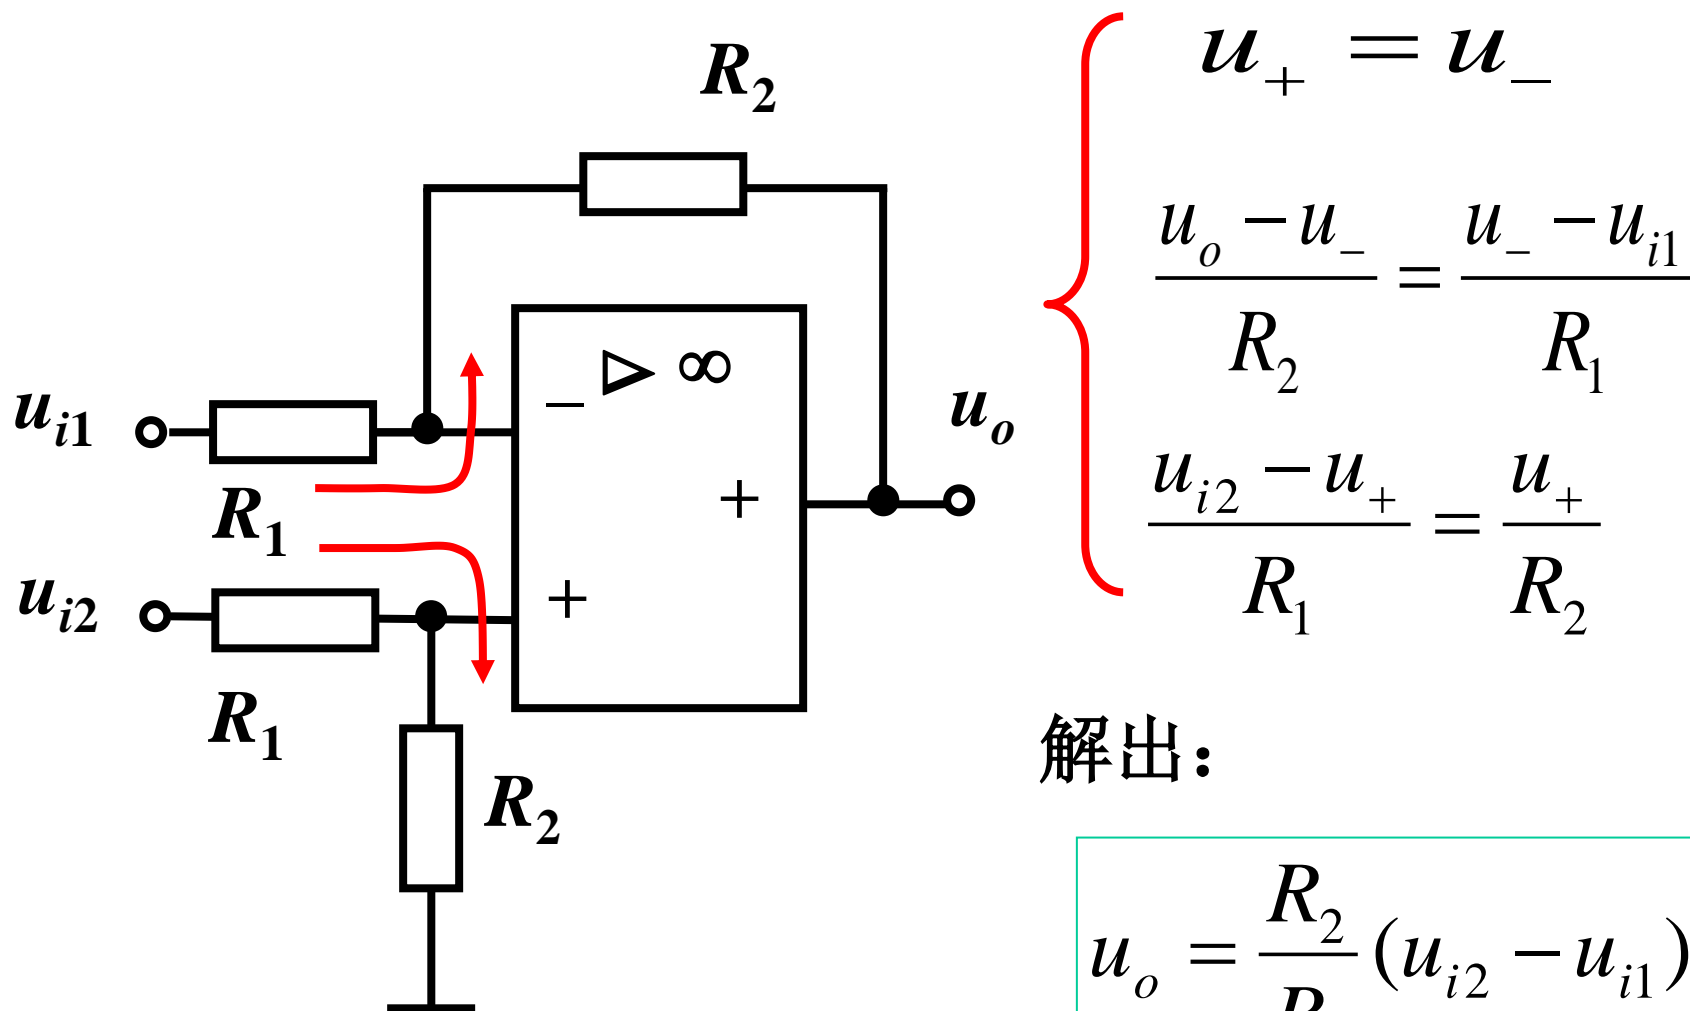 R₂
u₊ = u₋
(uₒ − u₋)/R₂ = (u₋ − uᵢ₁)/R₁
− ▷ ∞
uᵢ₁
uₒ
R₁
+
(uᵢ₂ − u₊)/R₁ = u₊/R₂
uᵢ₂
+
R₁
解出：
R₂
uₒ = R₂/R (uᵢ₂ − uᵢ₁)